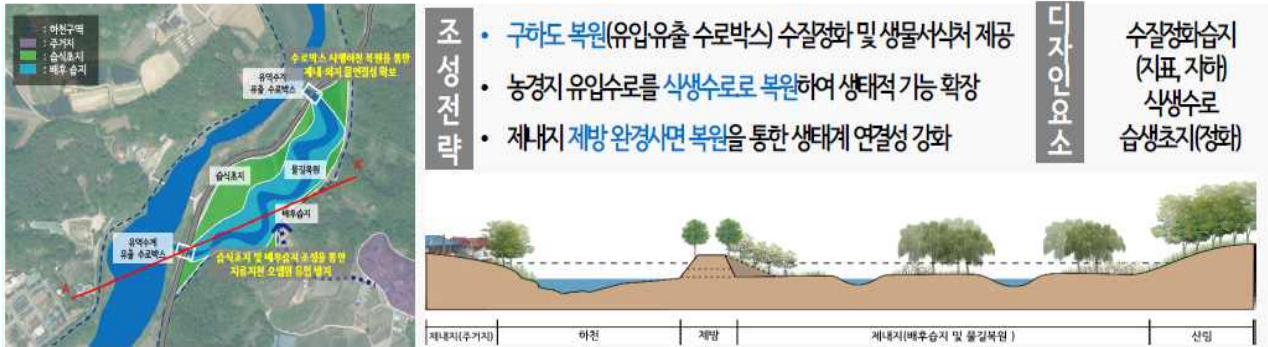 : 하천구역
: 주거지
: 습식초지
: 배후 습지
수로박스 사행하천 복원을 통한
제내·외지 물연결성 확보
유역수계
유출 수로박스
습식초지
물길복원
배후습지
유역수계
유출 수로박스
습식초지 및 배후습지 조성을 통한
지류지천 오염원 유입 방지
A
A'
조성전략
• 구하도 복원(유입·유출 수로박스) 수질정화 및 생물서식처 제공
• 농경지 유입수로를 식생수로로 복원하여 생태적 기능 확장
• 제내지 제방 완경사면 복원을 통한 생태계 연결성 강화
디자인요소
수질정화습지
(지표, 지하)
식생수로
습생초지(정화)
제내지(주거지)
하천
제방
제내지(배후습지 및 물길복원 )
산림